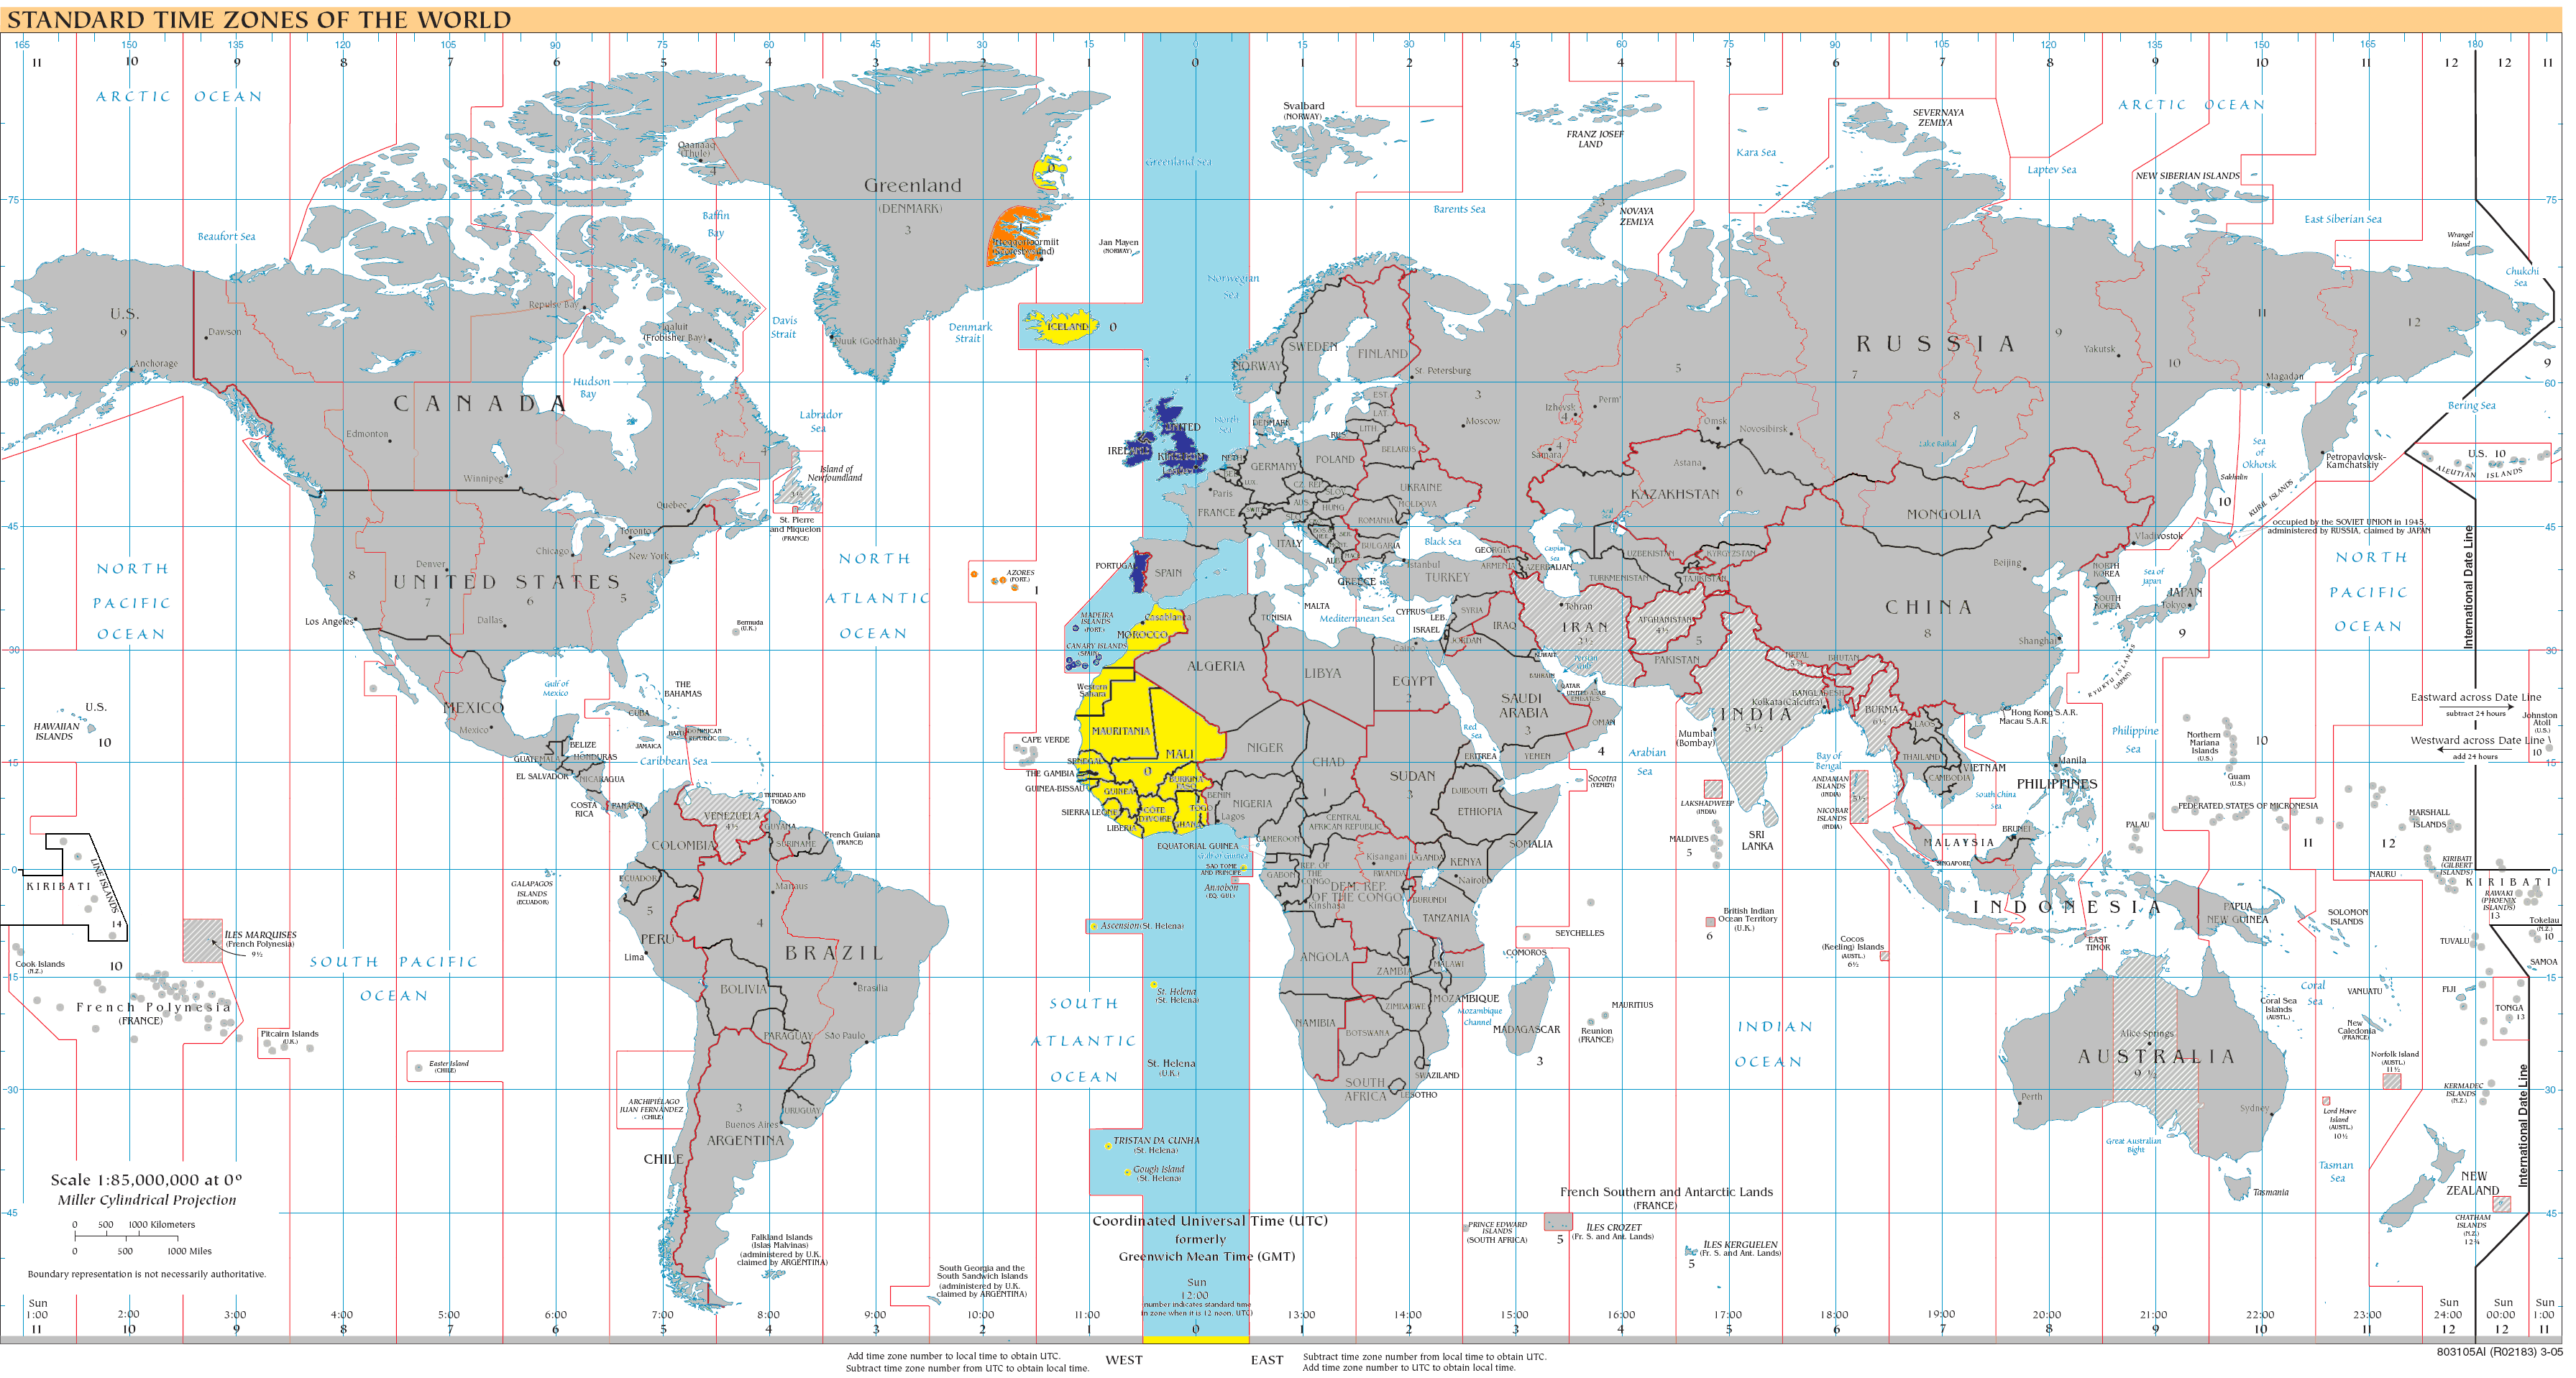 STANDARD TIME ZONES OF THE WORLD
165 150 135 120 105 90 75 60 45 30 15 0 15 30 45 60 75 90 105 120 135 150 165 180
11 10 9 8 7 6 5 4 3 2 1 0 1 2 3 4 5 6 7 8 9 10 11 12 12 11
ARCTIC OCEAN
ARCTIC OCEAN
Svalbard
(NORWAY)
FRANZ JOSEF
LAND
SEVERNAYA
ZEMLYA
Kara Sea
Laptev Sea
NEW SIBERIAN ISLANDS
East Siberian Sea
Wrangel
Island
Chukchi
Sea
Qaanaaq
(Thule)
4
Greenland
(DENMARK)
3
Greenland Sea
0
75
75
Barents Sea
3
NOVAYA
ZEMLYA
Beaufort Sea
Baffin
Bay
1
Ittoqqortoormiit
(Scoresbysund)
Jan Mayen
(NORWAY)
Norwegian
Sea
U.S.
9
Dawson
Anchorage
Repulse Bay
Iqaluit
(Frobisher Bay)
Davis
Strait
Nuuk (Godthåb)
Denmark
Strait
ICELAND
0
SWEDEN
FINLAND
NORWAY
St. Petersburg
RUSSIA
Yakutsk
Magadan
5
7
8
9
10
11
12
9
60
60
Hudson
Bay
CANADA
Labrador
Sea
Edmonton
Winnipeg
Québec
4
Island of
Newfoundland
3½
St. Pierre
and Miquelon
(FRANCE)
UNITED
KINGDOM
IRELAND
North
Sea
DENMARK
EST.
LAT.
LITH.
RUS.
BELARUS
3
Moscow
Izhevsk
4
Perm'
4
Samara
Omsk
Novosibirsk
Lake Baikal
Bering Sea
Sea
of
Okhotsk
Sakhalin
10
Petropavlovsk-
Kamchatskiy
U.S. 10
ALEUTIAN ISLANDS
KURIL ISLANDS
occupied by the SOVIET UNION in 1945,
administered by RUSSIA, claimed by JAPAN
NETH.
GERMANY
POLAND
LUX.
Paris
CZ. REP.
SLOV.
UKRAINE
MOLDOVA
FRANCE
SWITZ.
AUS.
HUNG.
ROMANIA
ITALY
BULGARIA
ALB.
GREECE
Black Sea
Istanbul
TURKEY
GEORGIA
ARMENIA
AZERBAIJAN
Caspian
Sea
Aral
Sea
Astana
KAZAKHSTAN 6
UZBEKISTAN
KYRGYZSTAN
TURKMENISTAN
TAJIKISTAN
MONGOLIA
Vladivostok
Beijing
NORTH
KOREA
SOUTH
KOREA
Sea of
Japan
JAPAN
Tokyo
9
CHINA
8
Shanghai
RYUKYU ISLANDS
(JAPAN)
45
45
Toronto
Chicago
New York
Denver
UNITED STATES
8
7
6
5
Dallas
Los Angeles
Bermuda
(U.K.)
NORTH
PACIFIC
OCEAN
NORTH
ATLANTIC
OCEAN
NORTH
PACIFIC
OCEAN
AZORES
(PORT.)
1
PORTUGAL
SPAIN
MADEIRA
ISLANDS
(PORT.)
CANARY ISLANDS
(SPAIN)
Casablanca
MOROCCO
Western
Sahara
ALGERIA
TUNISIA
MALTA
Mediterranean Sea
CYPRUS
LEB.
ISRAEL
SYRIA
JORDAN
IRAQ
Tehran
IRAN
3½
AFGHANISTAN
4½
PAKISTAN
5
KUWAIT
BAHRAIN
QATAR
UNITED ARAB
EMIRATES
Persian
Gulf
LIBYA
EGYPT
2
Cairo
SAUDI
ARABIA
3
OMAN
4
YEMEN
Red
Sea
NEPAL
5¾
BHUTAN
BANGLADESH
INDIA
5½
Kolkata(Calcutta)
Mumbai
(Bombay)
Arabian
Sea
Bay of
Bengal
BURMA
6½
LAOS
THAILAND
VIETNAM
CAMBODIA
Hong Kong S.A.R.
Macau S.A.R.
Manila
PHILIPPINES
Philippine
Sea
South China
Sea
30
30
International Date Line
Eastward across Date Line
subtract 24 hours
Westward across Date Line
add 24 hours
Johnston
Atoll
(U.S.)
10
U.S.
HAWAIIAN
ISLANDS
10
MEXICO
Mexico
Gulf of
Mexico
THE
BAHAMAS
CUBA
JAMAICA
HAITI
DOMINICAN
REPUBLIC
BELIZE
GUATEMALA
HONDURAS
EL SALVADOR
NICARAGUA
Caribbean Sea
COSTA
RICA
PANAMA
TRINIDAD AND
TOBAGO
VENEZUELA
4½
GUYANA
SURINAME
French Guiana
(FRANCE)
COLOMBIA
ECUADOR
GALAPAGOS
ISLANDS
(ECUADOR)
CAPE VERDE
MAURITANIA
MALI
0
SENEGAL
THE GAMBIA
GUINEA-BISSAU
GUINEA
SIERRA LEONE
LIBERIA
CÔTE
D'IVOIRE
BURKINA
FASO
GHANA
TOGO
BENIN
NIGER
NIGERIA
Lagos
CHAD
1
SUDAN
3
ERITREA
DJIBOUTI
ETHIOPIA
SOMALIA
Socotra
(YEMEN)
CAMEROON
CENTRAL
AFRICAN REPUBLIC
EQUATORIAL GUINEA
Gulf of Guinea
SAO TOME
AND PRINCIPE
Annobón
(EQ. GUI.)
GABON
REP. OF
THE
CONGO
DEM. REP.
OF THE CONGO
Kisangani
Kinshasa
UGANDA
RWANDA
BURUNDI
KENYA
Nairobi
TANZANIA
LAKSHADWEEP
(INDIA)
MALDIVES
5
SRI
LANKA
ANDAMAN
ISLANDS
(INDIA)
5½
NICOBAR
ISLANDS
(INDIA)
MALAYSIA
SINGAPORE
BRUNEI
INDONESIA
EAST
TIMOR
PALAU
Northern
Mariana
Islands
(U.S.)
Guam
(U.S.)
10
FEDERATED STATES OF MICRONESIA
11
12
MARSHALL
ISLANDS
NAURU
KIRIBATI
(GILBERT
ISLANDS)
KIRIBATI
RAWAKI
(PHOENIX
ISLANDS)
13
Tokelau
(N.Z.)
10
TUVALU
SAMOA
PAPUA
NEW GUINEA
SOLOMON
ISLANDS
15
15
0
0
KIRIBATI
LINE ISLANDS
14
ÎLES MARQUISES
(French Polynesia)
9½
Cook Islands
(N.Z.)
10
French Polynesia
(FRANCE)
Pitcairn Islands
(U.K.)
SOUTH PACIFIC
OCEAN
Easter Island
(CHILE)
ARCHIPIÉLAGO
JUAN FERNÁNDEZ
(CHILE)
5
PERU
Lima
Manaus
4
BRAZIL
Brasilia
BOLIVIA
PARAGUAY
São Paulo
3
URUGUAY
Buenos Aires
ARGENTINA
CHILE
Ascension(St. Helena)
St. Helena
(St. Helena)
SOUTH
ATLANTIC
OCEAN
St. Helena
(U.K.)
TRISTAN DA CUNHA
(St. Helena)
Gough Island
(St. Helena)
ANGOLA
ZAMBIA
MALAWI
MOZAMBIQUE
Mozambique
Channel
ZIMBABWE
NAMIBIA
BOTSWANA
SOUTH
AFRICA
SWAZILAND
LESOTHO
COMOROS
SEYCHELLES
MADAGASCAR
3
MAURITIUS
Reunion
(FRANCE)
British Indian
Ocean Territory
(U.K.)
6
INDIAN
OCEAN
Cocos
(Keeling) Islands
(AUSTL.)
6½
AUSTRALIA
9½
Alice Springs
Perth
Sydney
Great Australian
Bight
Tasmania
Coral
Sea
Coral Sea
Islands
(AUSTL.)
VANUATU
FIJI
New
Caledonia
(FRANCE)
TONGA
13
Norfolk Island
(AUSTL.)
11½
Lord Howe
Island
(AUSTL.)
10½
KERMADEC
ISLANDS
(N.Z.)
Tasman
Sea
NEW
ZEALAND
CHATHAM
ISLANDS
(N.Z.)
12¾
International Date Line
15
15
30
30
45
45
Scale 1:85,000,000 at 0º
Miller Cylindrical Projection
0 500 1000 Kilometers
0 500 1000 Miles
Boundary representation is not necessarily authoritative.
Falkland Islands
(Islas Malvinas)
(administered by U.K.
claimed by ARGENTINA)
South Georgia and the
South Sandwich Islands
(administered by U.K.
claimed by ARGENTINA)
Coordinated Universal Time (UTC)
formerly
Greenwich Mean Time (GMT)
Sun
12:00
number indicates standard time
in zone when it is 12 noon, UTC
French Southern and Antarctic Lands
(FRANCE)
PRINCE EDWARD
ISLANDS
(SOUTH AFRICA)
ÎLES CROZET
(Fr. S. and Ant. Lands)
5
ÎLES KERGUELEN
(Fr. S. and Ant. Lands)
5
Sun Sun Sun Sun
1:00 2:00 3:00 4:00 5:00 6:00 7:00 8:00 9:00 10:00 11:00 13:00 14:00 15:00 16:00 17:00 18:00 19:00 20:00 21:00 22:00 23:00 24:00 00:00 1:00
11 10 9 8 7 6 5 4 3 2 1 0 1 2 3 4 5 6 7 8 9 10 11 12 12 11
Add time zone number to local time to obtain UTC.
Subtract time zone number from UTC to obtain local time.
WEST
EAST
Subtract time zone number from local time to obtain UTC.
Add time zone number to UTC to obtain local time.
803105AI (R02183) 3-05